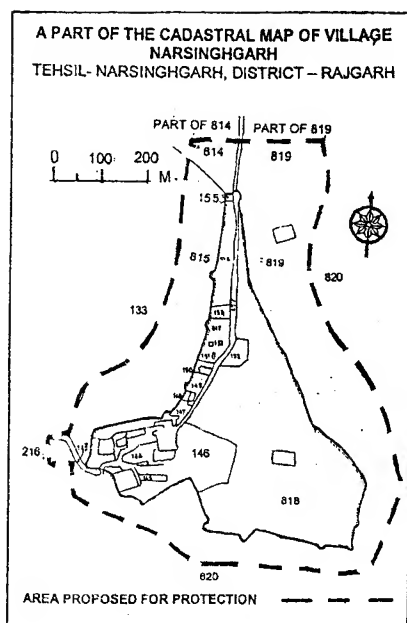 A PART OF THE CADASTRAL MAP OF VILLAGE
NARSINGHGARH
TEHSIL- NARSINGHGARH, DISTRICT – RAJGARH
PART OF 814 PART OF 819
814 819
0 100 200
M
155
815
819
820
133
146
216
818
820
AREA PROPOSED FOR PROTECTION